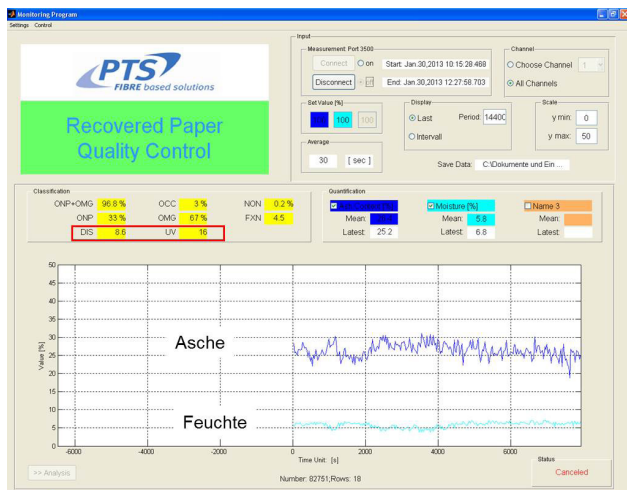 Monitoring Program
Settings Control
PTS
FIBRE based solutions
Recovered Paper
Quality Control
Input
Measurement: Port 3500
Connect on Start: Jan.30,2013 10:15:28.468
Disconnect off End: Jan.30,2013 12:27:58.703
Channel
Choose Channel 1
All Channels
Set Value [%]
100 100
Display
Last Period: 14400
Intervall
Scale
y min: 0
y max: 50
Average
30 [ sec ]
Save Data: C:\Dokumente und Ein ...
Classification
ONP+OMG 96.8 % OCC 3 % NON 0.2 %
ONP 33 % OMG 67 % FXN 4.5
DIS 8.6 UV 16
Quantification
Mean:
Latest: 25.2
Moisture [%]
Mean: 5.8
Latest: 6.8
Name 3
Mean:
Latest:
Value [%]
50
45
40
35
30
25
20
15
10
5
0
Asche
Feuchte
-6000 -4000 -2000 0 2000 4000 6000
Time Unit: [s]
>> Analysis
Number: 82751;Rows: 18
Status
Canceled